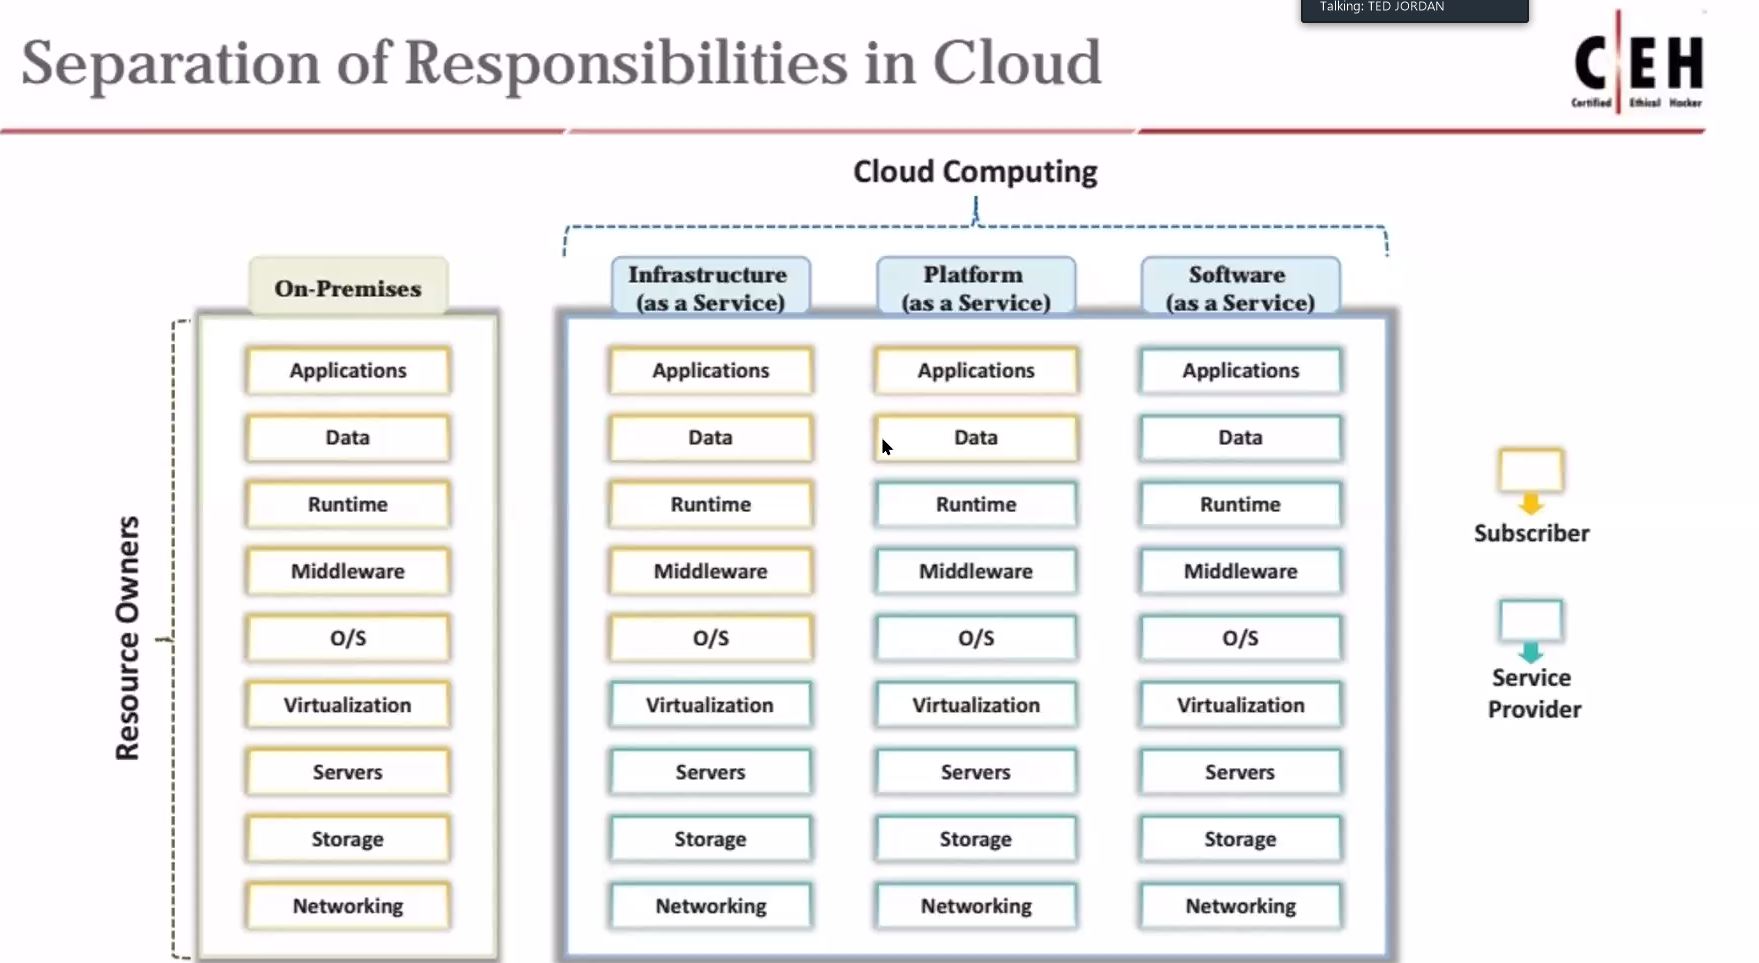 Talking: TED JORDAN
Separation of Responsibilities in Cloud
C|EH
Certified Ethical Hacker
Cloud Computing
On-Premises
Infrastructure
(as a Service)
Platform
(as a Service)
Software
(as a Service)
Resource Owners
Applications Applications Applications Applications
Data Data Data Data
Runtime Runtime Runtime Runtime
Middleware Middleware Middleware Middleware
O/S O/S O/S O/S
Virtualization Virtualization Virtualization Virtualization
Servers Servers Servers Servers
Storage Storage Storage Storage
Networking Networking Networking Networking
Subscriber
Service
Provider